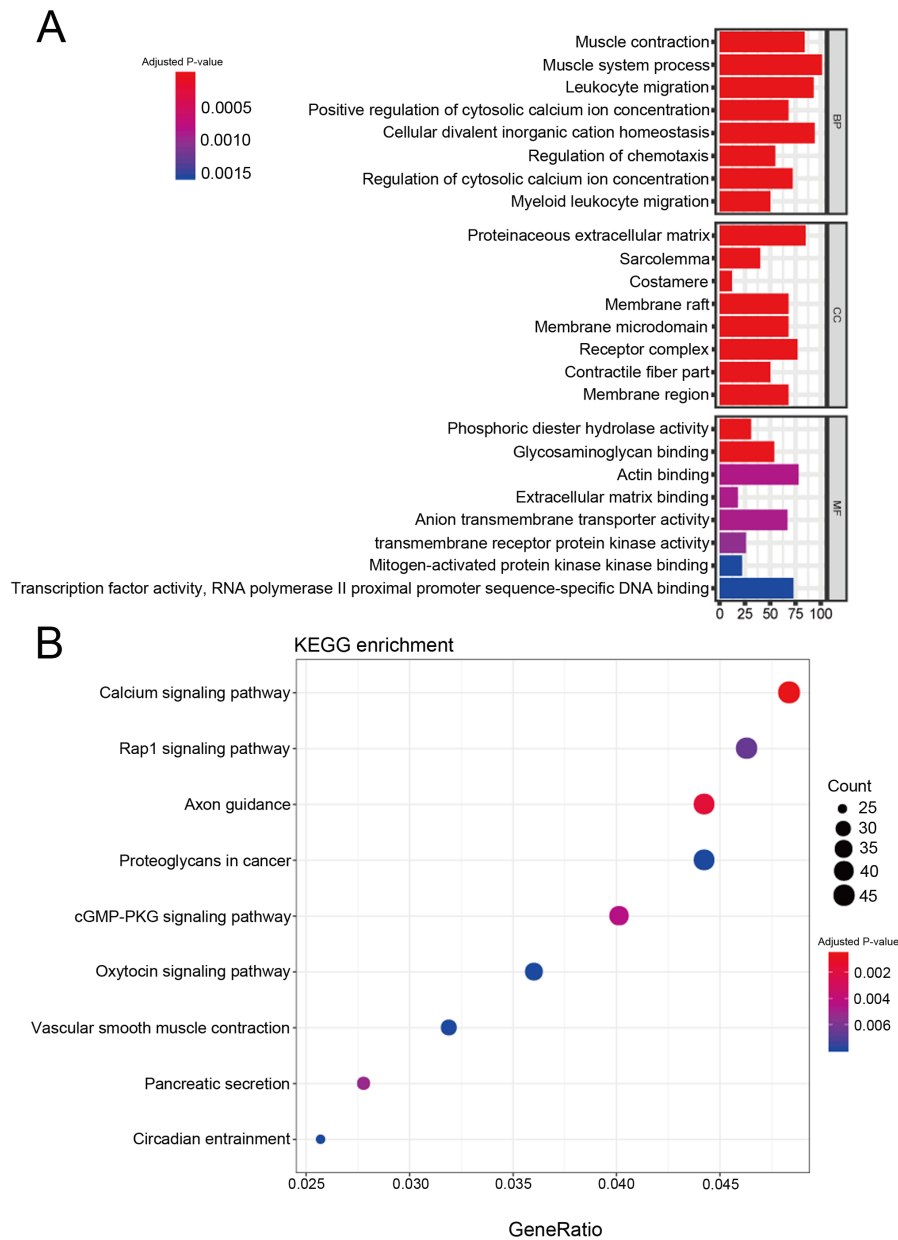 A
Adjusted P-value
0.0005
0.0010
0.0015
Muscle contraction
Muscle system process
Leukocyte migration
Positive regulation of cytosolic calcium ion concentration
Cellular divalent inorganic cation homeostasis
Regulation of chemotaxis
Regulation of cytosolic calcium ion concentration
Myeloid leukocyte migration
BP
Proteinaceous extracellular matrix
Sarcolemma
Costamere
Membrane raft
Membrane microdomain
Receptor complex
Contractile fiber part
Membrane region
CC
Phosphoric diester hydrolase activity
Glycosaminoglycan binding
Actin binding
Extracellular matrix binding
Anion transmembrane transporter activity
transmembrane receptor protein kinase activity
Mitogen-activated protein kinase kinase binding
Transcription factor activity, RNA polymerase II proximal promoter sequence-specific DNA binding
MF
0 25 50 75 100
B
KEGG enrichment
Calcium signaling pathway
Rap1 signaling pathway
Axon guidance
Proteoglycans in cancer
cGMP-PKG signaling pathway
Oxytocin signaling pathway
Vascular smooth muscle contraction
Pancreatic secretion
Circadian entrainment
0.025 0.030 0.035 0.040 0.045
GeneRatio
Count
25
30
35
40
45
Adjusted P-value
0.002
0.004
0.006